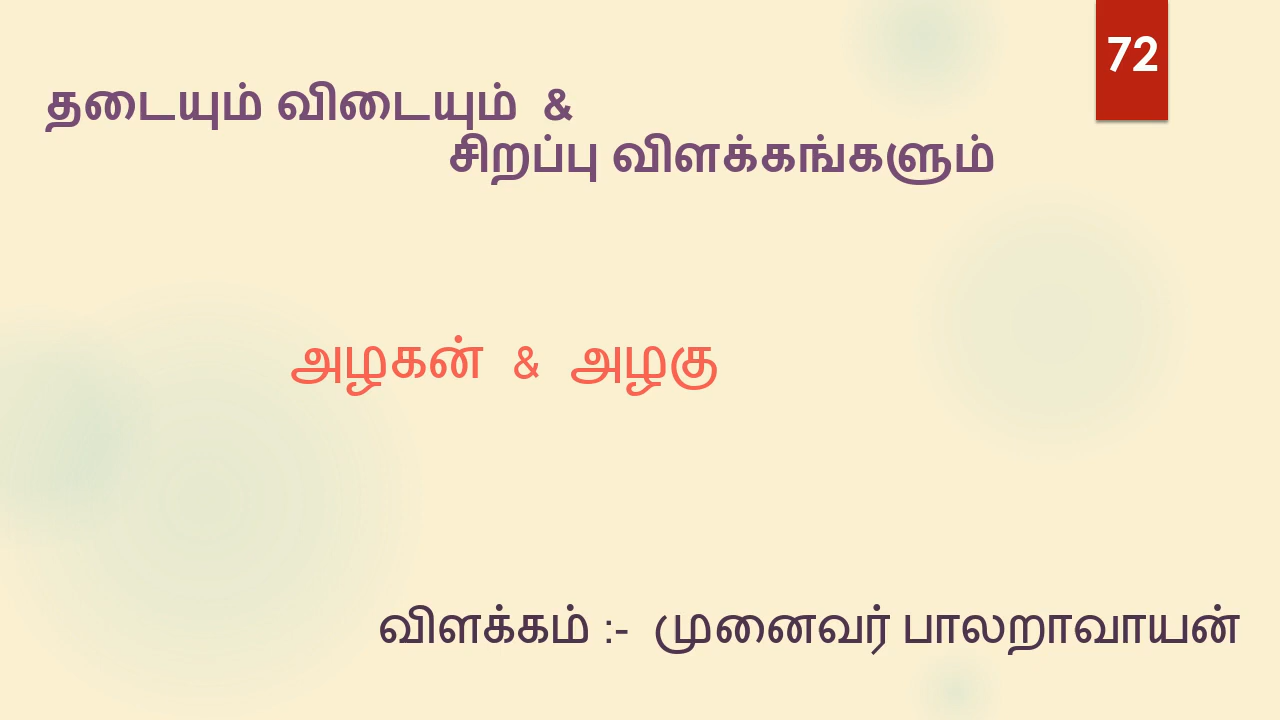 72
தடையும் விடையும் &
சிறப்பு விளக்கங்களும்
அழகன் & அழகு
விளக்கம் :- முனைவர் பாலறாவாயன்